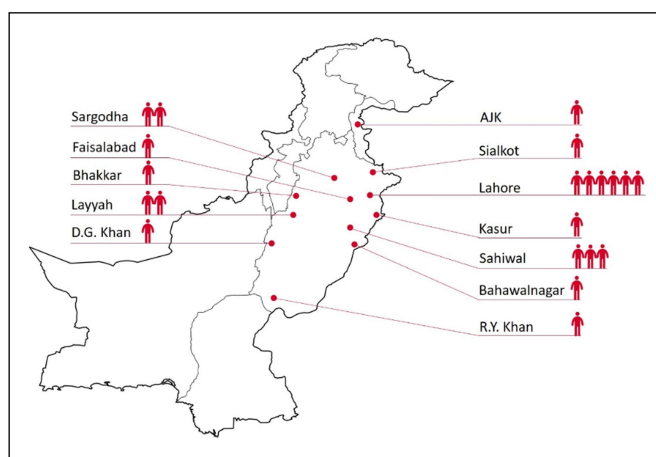 Sargodha
Faisalabad
Bhakkar
Layyah
D.G. Khan
AJK
Sialkot
Lahore
Kasur
Sahiwal
Bahawalnagar
R.Y. Khan